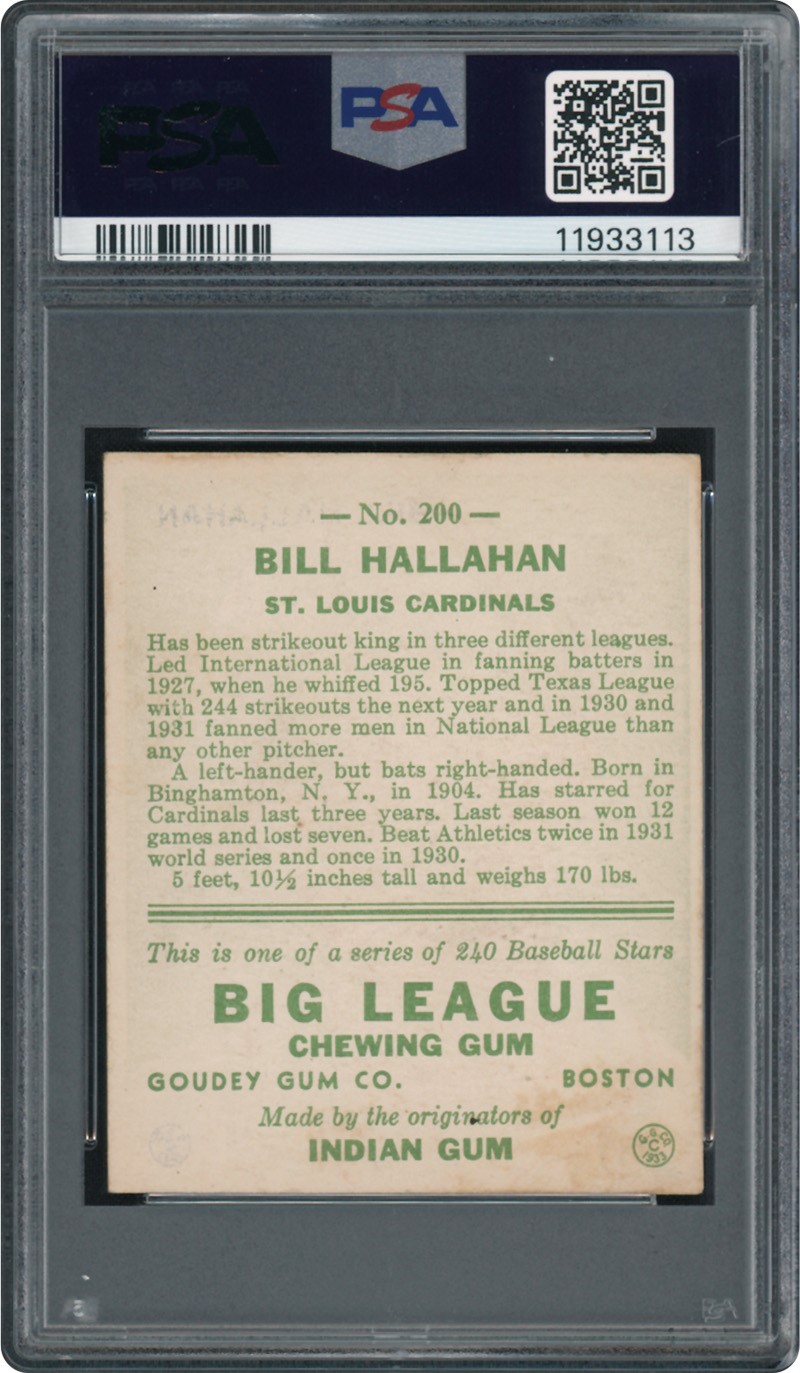 PSA
PSA
11933113
— No. 200 —
BILL HALLAHAN
ST. LOUIS CARDINALS
Has been strikeout king in three different leagues.
Led International League in fanning batters in
1927, when he whiffed 195. Topped Texas League
with 244 strikeouts the next year and in 1930 and
1931 fanned more men in National League than
any other pitcher.
A left-hander, but bats right-handed. Born in
Binghamton, N. Y., in 1904. Has starred for
Cardinals last three years. Last season won 12
games and lost seven. Beat Athletics twice in 1931
world series and once in 1930.
5 feet, 10½ inches tall and weighs 170 lbs.
This is one of a series of 240 Baseball Stars
BIG LEAGUE
CHEWING GUM
GOUDEY GUM CO. BOSTON
Made by the originators of
INDIAN GUM
G. G. CO.
C
1933
PSA